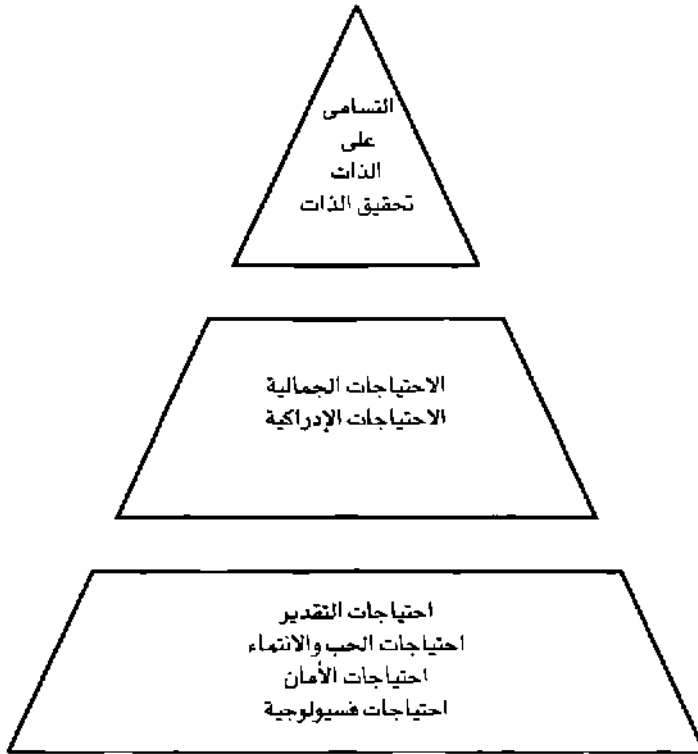 التسامى
على
الذات
تحقيق الذات
الاحتياجات الجمالية
الاحتياجات الإدراكية
احتياجات التقدير
احتياجات الحب والانتماء
احتياجات الأمان
احتياجات فسيولوجية